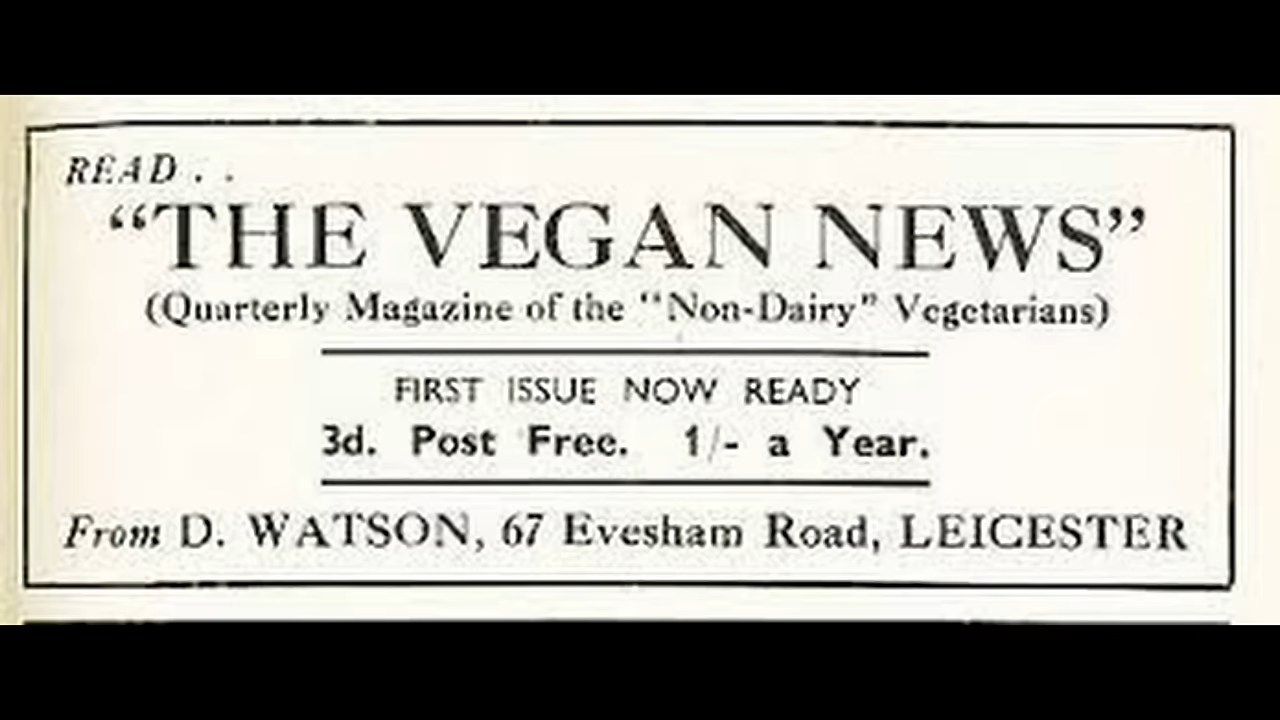 READ . .
“THE VEGAN NEWS”
(Quarterly Magazine of the “Non-Dairy” Vegetarians)
FIRST ISSUE NOW READY
3d. Post Free. 1/- a Year.
From D. WATSON, 67 Evesham Road, LEICESTER